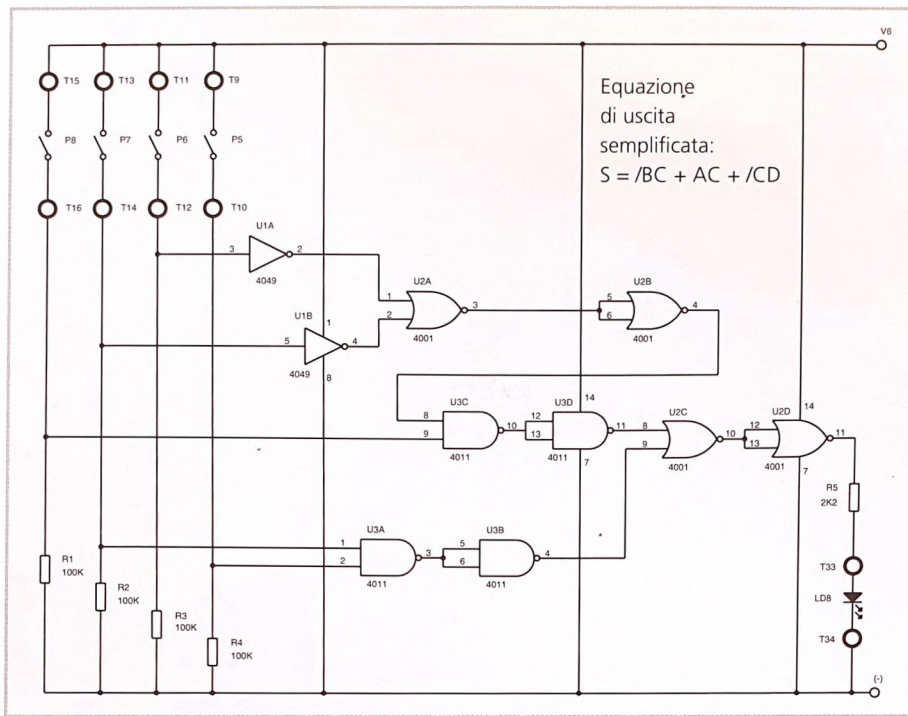 V6
T15 T13 T11 T9
Equazione
di uscita
semplificata:
S = /BC + AC + /CD
P8 P7 P6 P5
T16 T14 T12 T10
U1A
3 2
4049
U2A
1 3
2
4001
U2B
5 4
6
4001
U1B
1
5 4
4049
8
U3C
8 10
9
4011
U3D
14
12 11
13
4011
7
U2C
8 10
9
4001
U2D
14
12 11
13
4001
7
R5
2K2
U3A
1 3
2
4011
U3B
5 4
6
4011
R1
100K
R2
100K
R3
100K
R4
100K
T33
LD8
T34
(-)